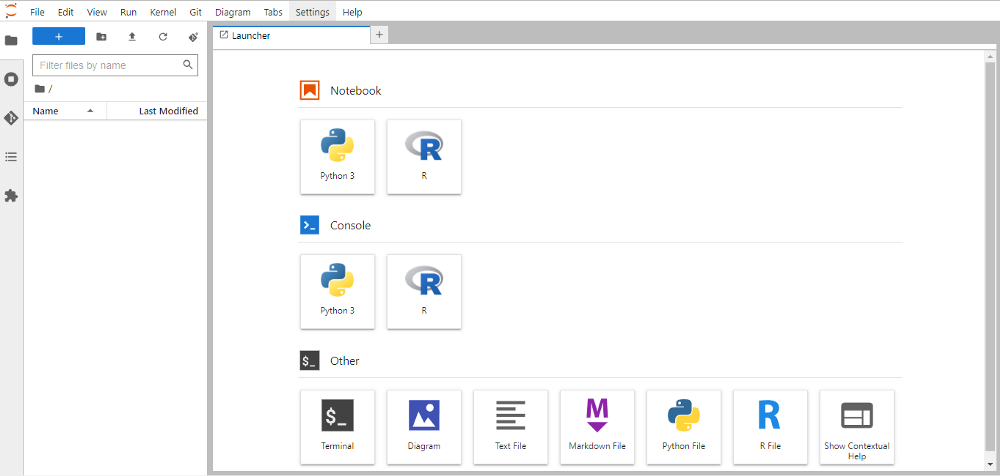 File Edit View Run Kernel Git Diagram Tabs Settings Help
+
Launcher +
Filter files by name
/
Name Last Modified
Notebook
Python 3 R
Console
Python 3 R
$_ Other
$_ M R
Terminal Diagram Text File Markdown File Python File R File Show Contextual
Help